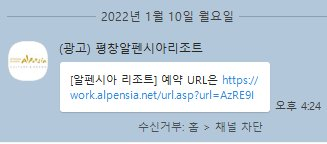 2022년 1월 10일 월요일
(광고) 평창알펜시아리조트
[알펜시아 리조트] 예약 URL은 https://
work.alpensia.net/url.asp?url=AzRE9I
오후 4:24
수신거부: 홈 > 채널 차단